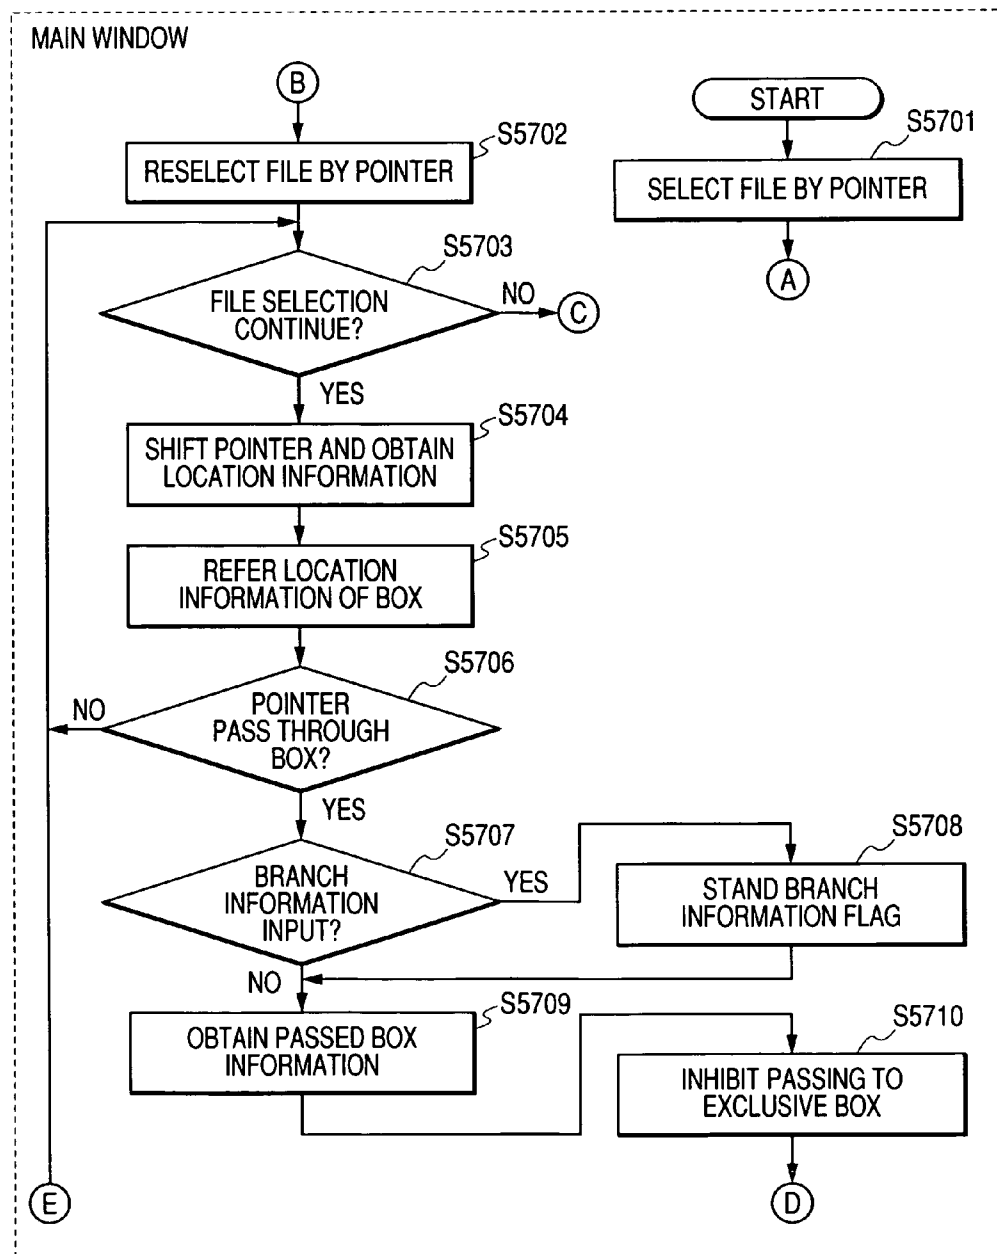 MAIN WINDOW
B
START
S5702
S5701
RESELECT FILE BY POINTER
SELECT FILE BY POINTER
A
S5703
FILE SELECTION
CONTINUE?
NO
C
YES
S5704
SHIFT POINTER AND OBTAIN
LOCATION INFORMATION
S5705
REFER LOCATION
INFORMATION OF BOX
S5706
NO
POINTER
PASS THROUGH
BOX?
YES
S5707
BRANCH
INFORMATION
INPUT?
YES
S5708
STAND BRANCH
INFORMATION FLAG
NO
S5709
OBTAIN PASSED BOX
INFORMATION
S5710
INHIBIT PASSING TO
EXCLUSIVE BOX
E
D